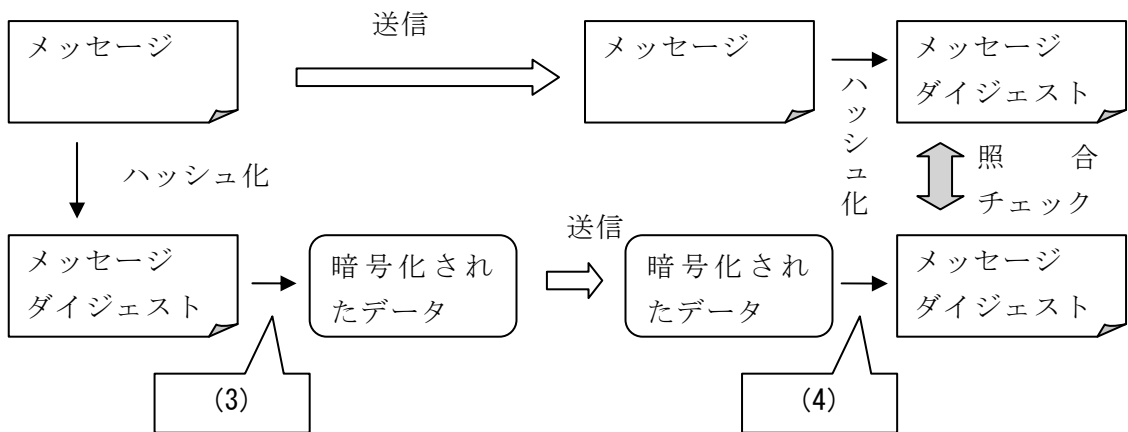 メッセージ
送信
メッセージ
メッセージ
ダイジェスト
ハッシュ化
ハッシュ化
照合
チェック
メッセージ
ダイジェスト
暗号化され
たデータ
送信
暗号化され
たデータ
メッセージ
ダイジェスト
(3)
(4)